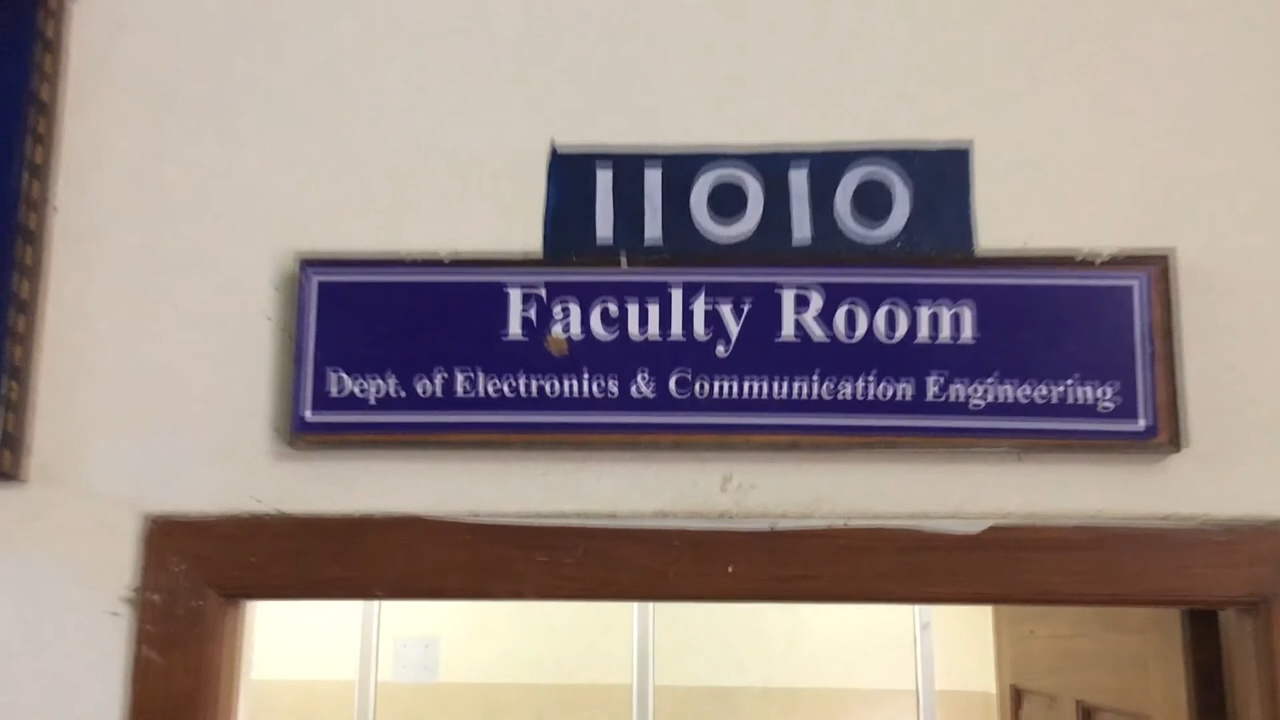 11010
Faculty Room
Dept. of Electronics & Communication Engineering